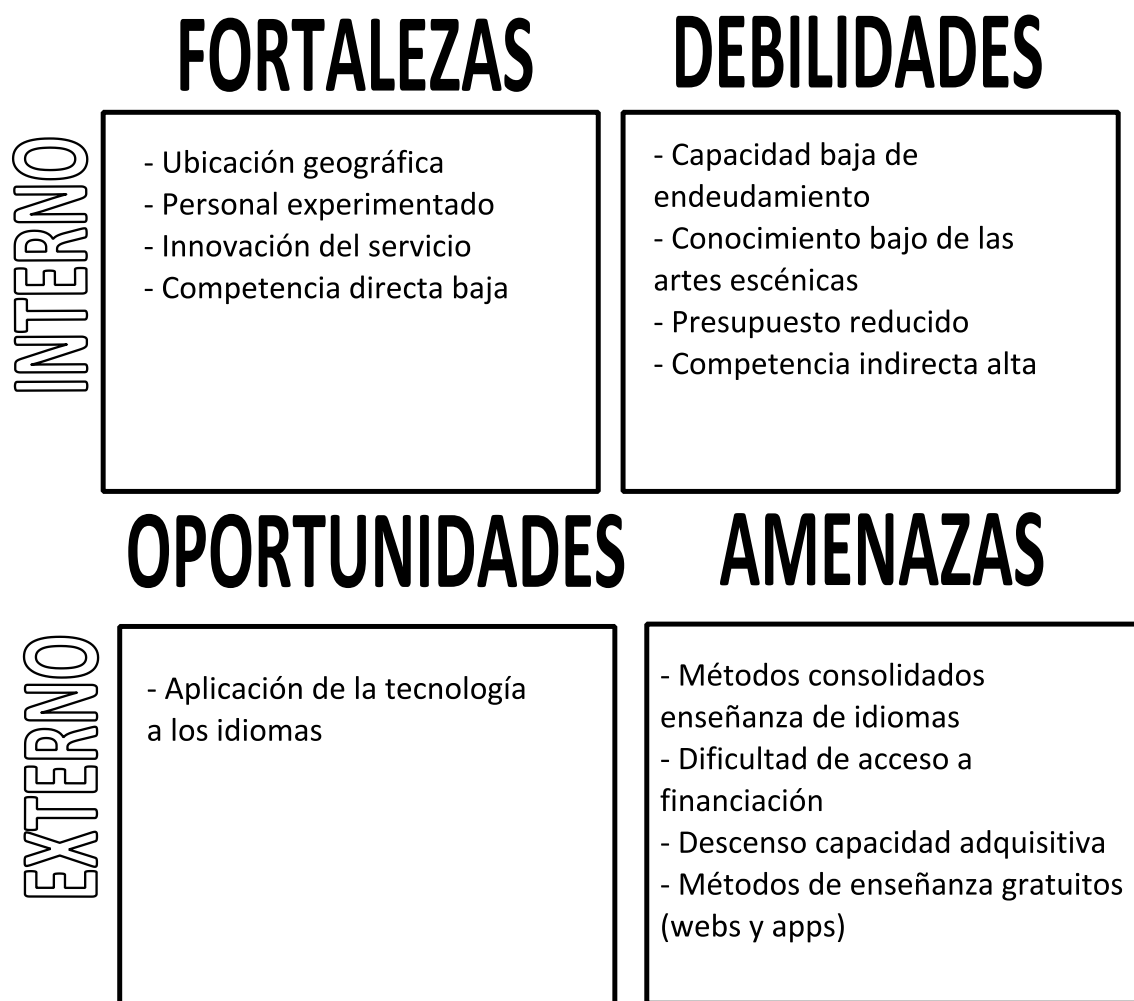 FORTALEZAS
DEBILIDADES
INTERNO
- Ubicación geográfica
- Personal experimentado
- Innovación del servicio
- Competencia directa baja
- Capacidad baja de
endeudamiento
- Conocimiento bajo de las
artes escénicas
- Presupuesto reducido
- Competencia indirecta alta
OPORTUNIDADES
AMENAZAS
EXTERNO
- Aplicación de la tecnología
a los idiomas
- Métodos consolidados
enseñanza de idiomas
- Dificultad de acceso a
financiación
- Descenso capacidad adquisitiva
- Métodos de enseñanza gratuitos
(webs y apps)